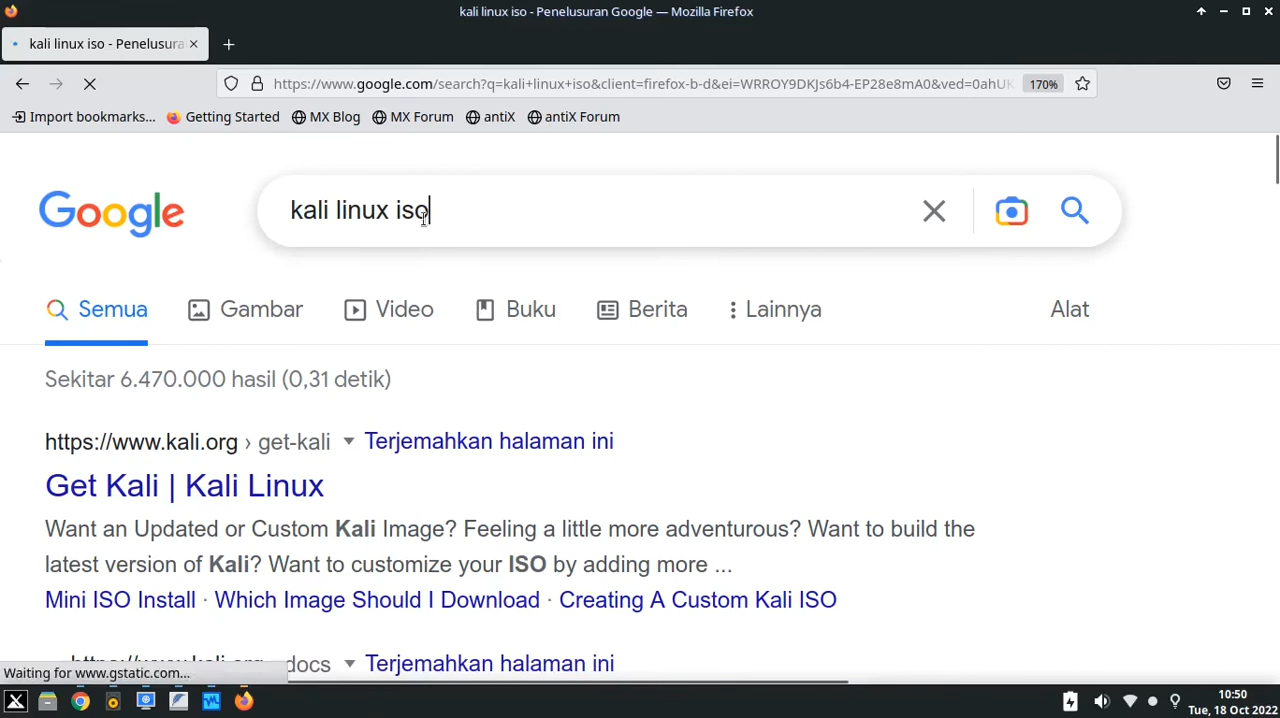 kali linux iso - Penelusuran Google — Mozilla Firefox
kali linux iso - Penelusura
https://www.google.com/search?q=kali+linux+iso&client=firefox-b-d&ei=WRROY9DKJs6b4-EP28e8mA0&ved=0ahUK
170%
Import bookmarks...
Getting Started
MX Blog
MX Forum
antiX
antiX Forum
Google
kali linux iso
Semua
Gambar
Video
Buku
Berita
Lainnya
Alat
Sekitar 6.470.000 hasil (0,31 detik)
https://www.kali.org › get-kali
Terjemahkan halaman ini
Get Kali | Kali Linux
Want an Updated or Custom Kali Image? Feeling a little more adventurous? Want to build the
latest version of Kali? Want to customize your ISO by adding more ...
Mini ISO Install · Which Image Should I Download · Creating A Custom Kali ISO
docs
Terjemahkan halaman ini
Waiting for www.gstatic.com...
10:50
Tue, 18 Oct 2022